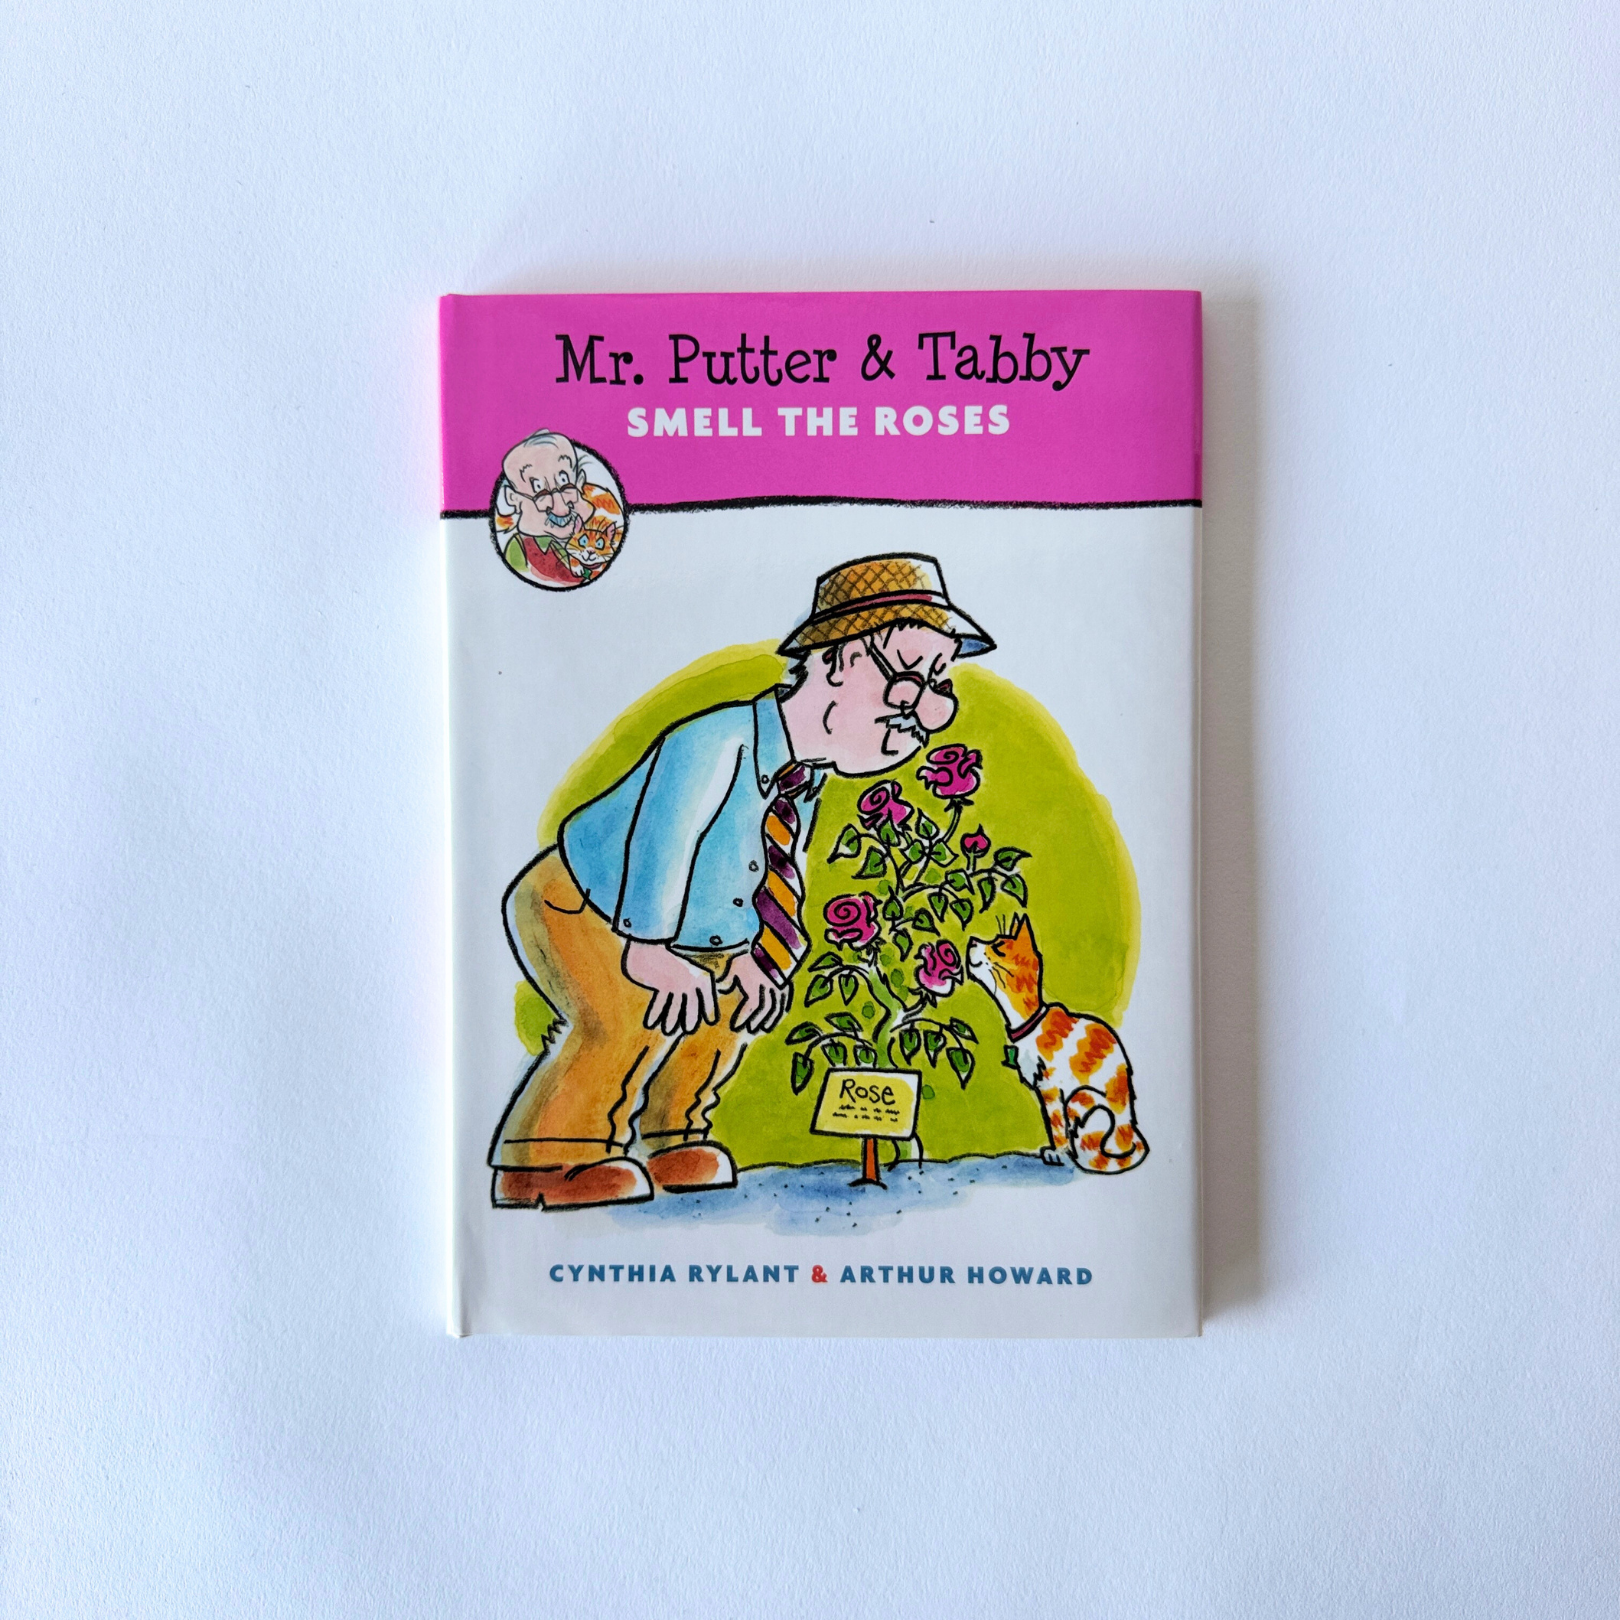 Mr. Putter & Tabby
SMELL THE ROSES
Rose
CYNTHIA RYLANT & ARTHUR HOWARD